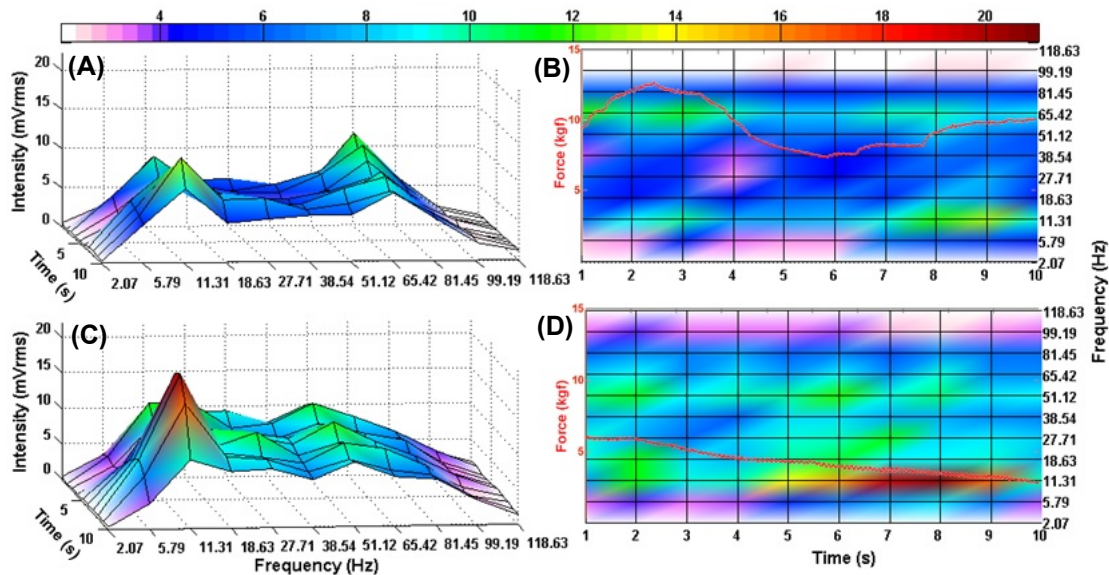 4 6 8 10 12 14 16 18 20
(A)
Intensity (mVrms)
20
15
10
5
0
Time (s)
5
10
2.07 5.79 11.31 18.63 27.71 38.54 51.12 65.42 81.45 99.19 118.63
(B)
Force (kgf)
15
10
5
1 2 3 4 5 6 7 8 9 10
118.63
99.19
81.45
65.42
51.12
38.54
27.71
18.63
11.31
5.79
2.07
Frequency (Hz)
(C)
Intensity (mVrms)
20
15
10
5
0
Time (s)
5
10
2.07 5.79 11.31 18.63 27.71 38.54 51.12 65.42 81.45 99.19 118.63
Frequency (Hz)
(D)
Force (kgf)
15
10
5
1 2 3 4 5 6 7 8 9 10
Time (s)
118.63
99.19
81.45
65.42
51.12
38.54
27.71
18.63
11.31
5.79
2.07